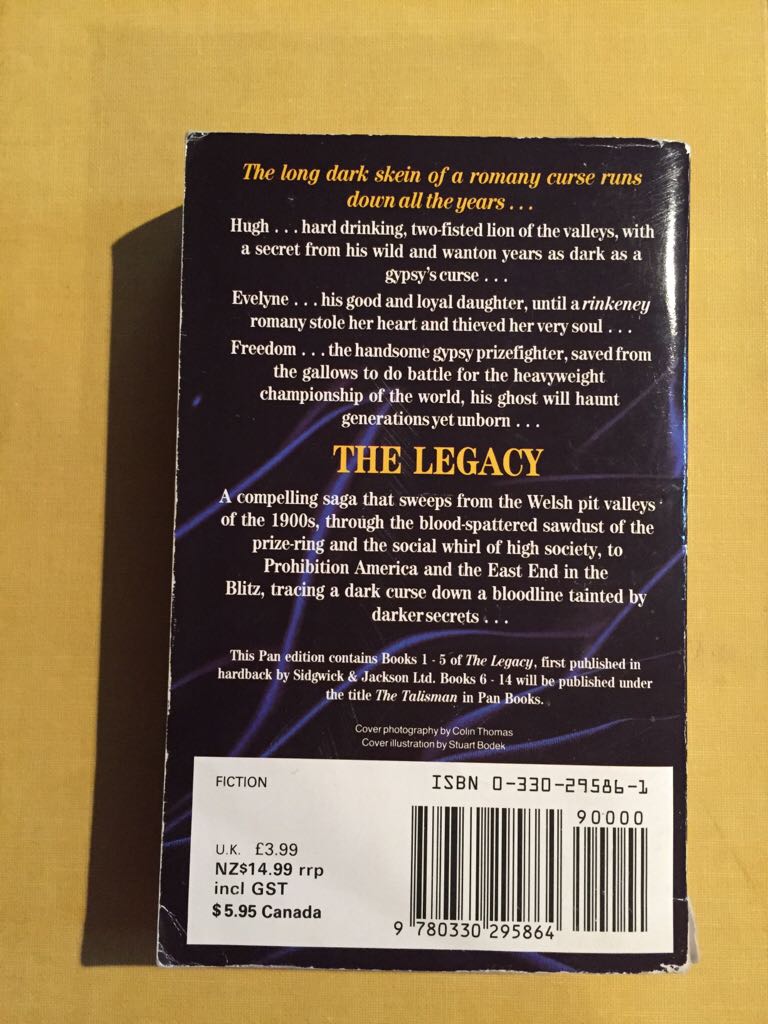 The long dark skein of a romany curse runs
down all the years . . .
Hugh . . . hard drinking, two-fisted lion of the valleys, with
a secret from his wild and wanton years as dark as a
gypsy's curse . . .
Evelyne . . . his good and loyal daughter, until a rinkeney
romany stole her heart and thieved her very soul . . .
Freedom . . . the handsome gypsy prizefighter, saved from
the gallows to do battle for the heavyweight
championship of the world, his ghost will haunt
generations yet unborn . . .
THE LEGACY
A compelling saga that sweeps from the Welsh pit valleys
of the 1900s, through the blood-spattered sawdust of the
prize-ring and the social whirl of high society, to
Prohibition America and the East End in the
Blitz, tracing a dark curse down a bloodline tainted by
darker secrets . . .
This Pan edition contains Books 1 - 5 of The Legacy, first published in
hardback by Sidgwick & Jackson Ltd. Books 6 - 14 will be published under
the title The Talisman in Pan Books.
Cover photography by Colin Thomas
Cover illustration by Stuart Bodek
FICTION
ISBN 0-330-29586-1
90000
U.K. £3.99
NZ$14.99 rrp
incl GST
$5.95 Canada
9 780330 295864